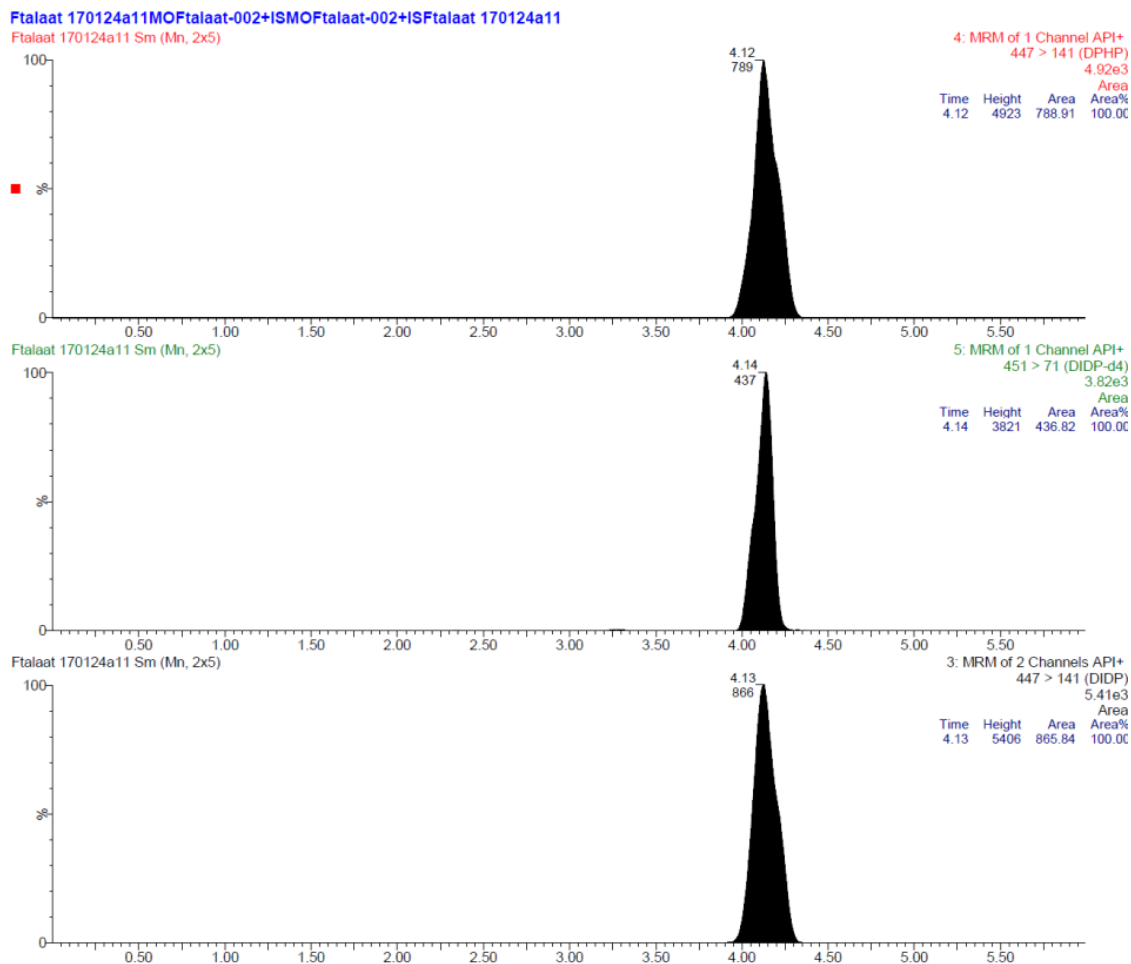 Ftalaat 170124a11MOFtalaat-002+ISMOFtalaat-002+ISFtalaat 170124a11
Ftalaat 170124a11 Sm (Mn, 2x5)
4: MRM of 1 Channel API+
447 > 141 (DPHP)
4.92e3
Area
Time Height Area Area%
4.12 4923 788.91 100.00
4.12
789
100
%
0
0.50 1.00 1.50 2.00 2.50 3.00 3.50 4.00 4.50 5.00 5.50
Ftalaat 170124a11 Sm (Mn, 2x5)
5: MRM of 1 Channel API+
451 > 71 (DIDP-d4)
3.82e3
Area
Time Height Area Area%
4.14 3821 436.82 100.00
4.14
437
100
%
0
0.50 1.00 1.50 2.00 2.50 3.00 3.50 4.00 4.50 5.00 5.50
Ftalaat 170124a11 Sm (Mn, 2x5)
3: MRM of 2 Channels API+
447 > 141 (DIDP)
5.41e3
Area
Time Height Area Area%
4.13 5406 865.84 100.00
4.13
866
100
%
0
0.50 1.00 1.50 2.00 2.50 3.00 3.50 4.00 4.50 5.00 5.50